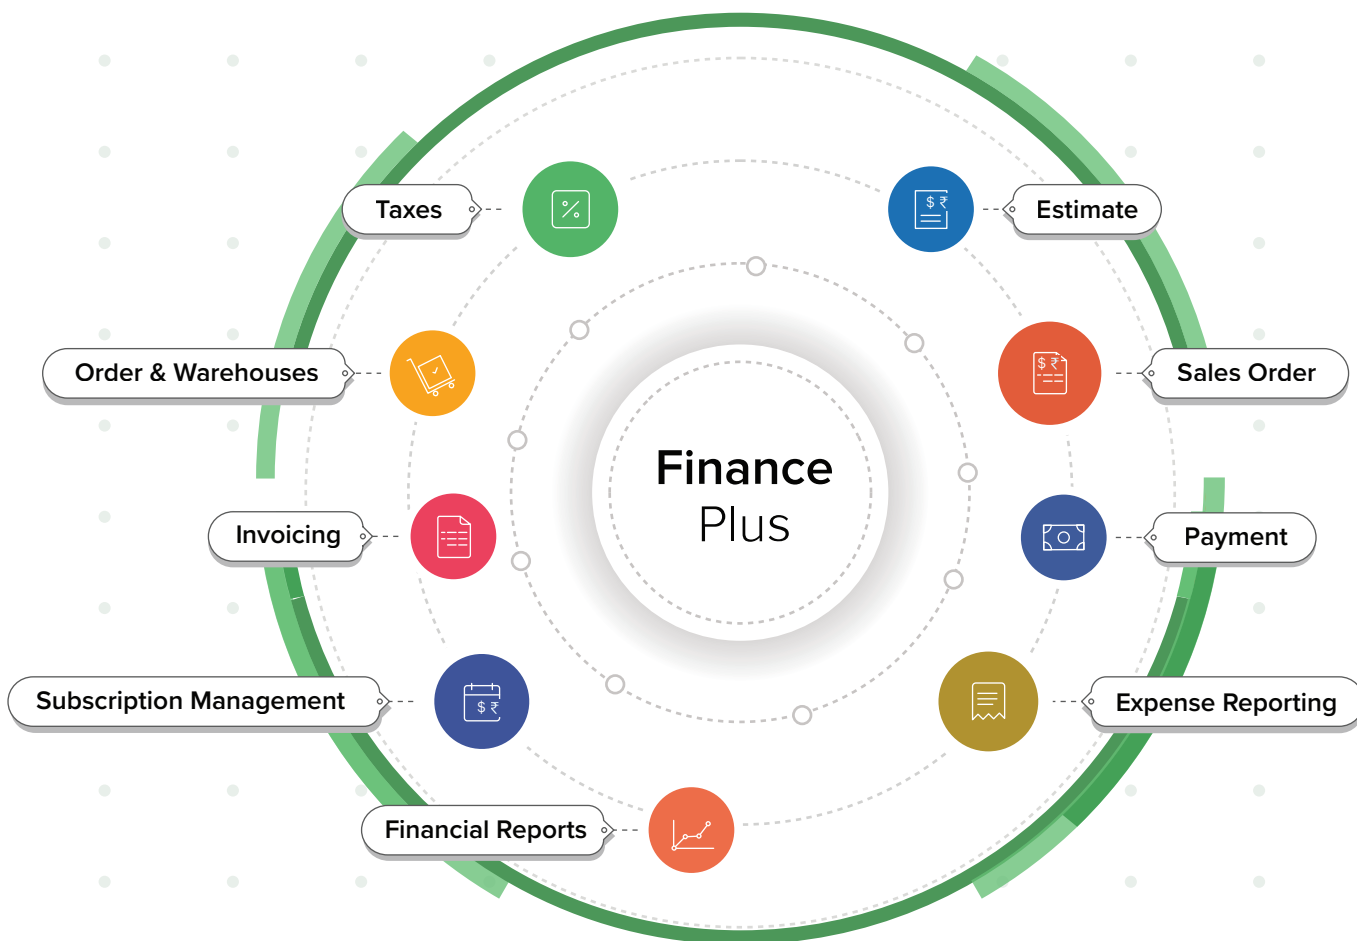 Taxes
Estimate
$ ₹
Order & Warehouses
$ ₹
Sales Order
Finance
Plus
Invoicing
Payment
Subscription Management
$ ₹
Expense Reporting
Financial Reports